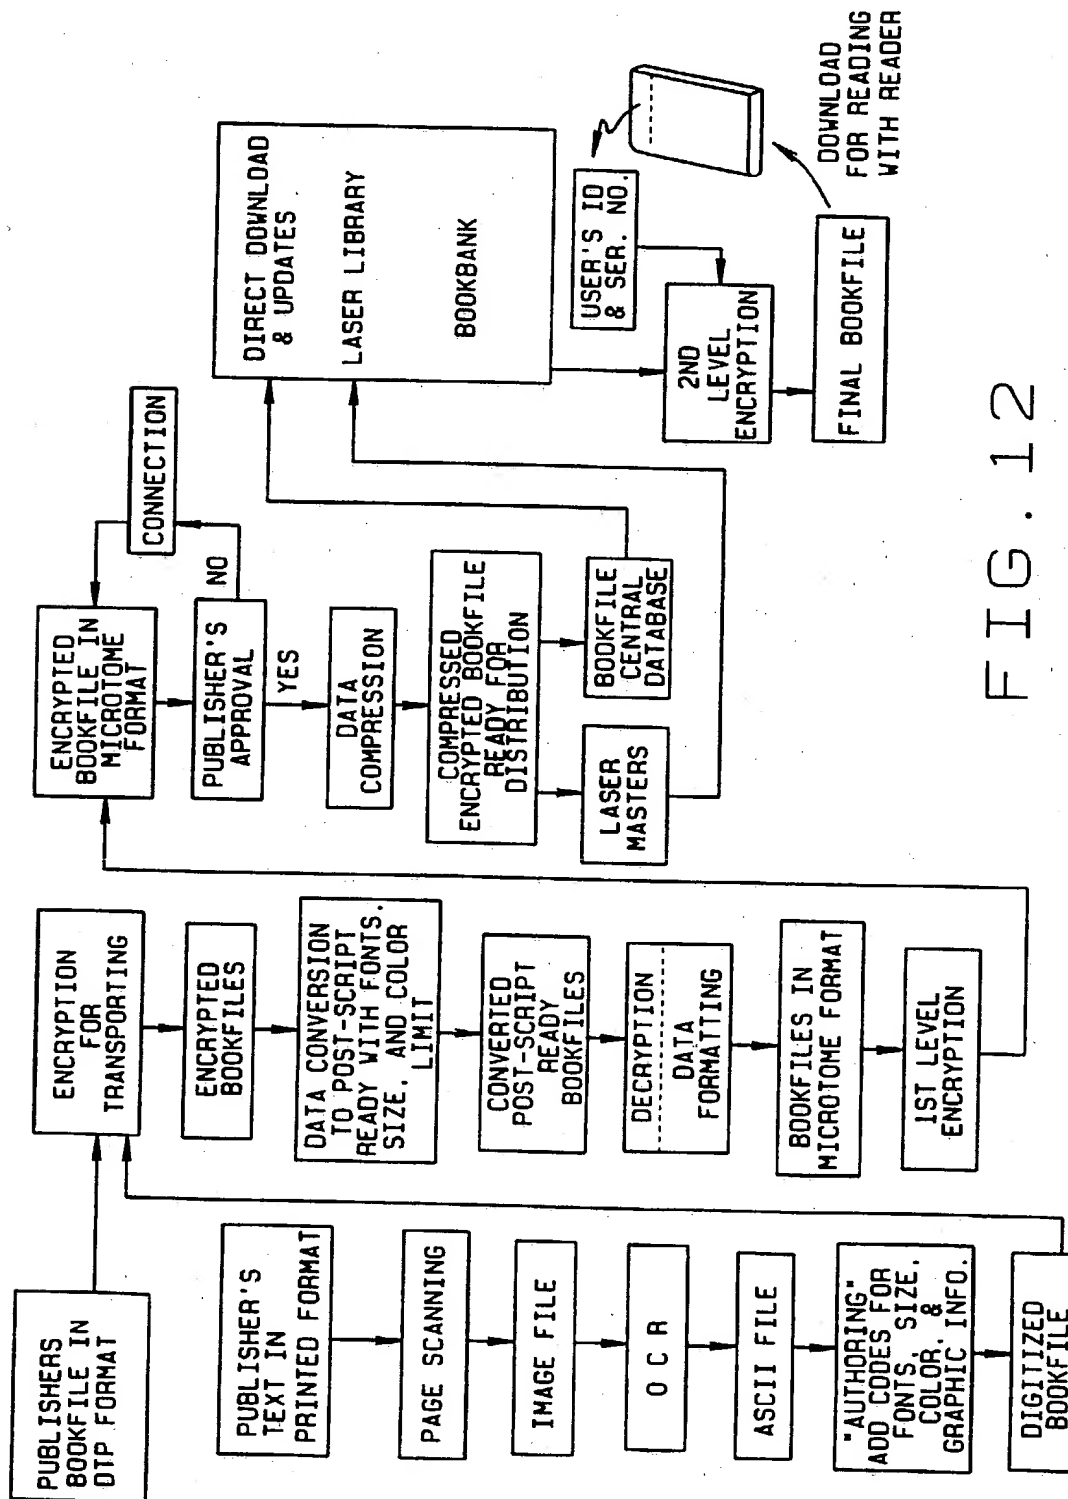 PUBLISHERS
BOOKFILE IN
DTP FORMAT
PUBLISHER'S
TEXT IN
PRINTED FORMAT
PAGE SCANNING
IMAGE FILE
O C R
ASCII FILE
"AUTHORING"
ADD CODES FOR
FONTS, SIZE,
COLOR, &
GRAPHIC INFO.
DIGITIZED
BOOKFILE
ENCRYPTION
FOR
TRANSPORTING
ENCRYPTED
BOOKFILES
DATA CONVERSION
TO POST-SCRIPT
READY WITH FONTS,
SIZE, AND COLOR
LIMIT
CONVERTED
POST-SCRIPT
READY
BOOKFILES
DECRYPTION
DATA
FORMATTING
BOOKFILES IN
MICROTOME FORMAT
1ST LEVEL
ENCRYPTION
ENCRYPTED
BOOKFILE IN
MICROTOME
FORMAT
CONNECTION
PUBLISHER'S
APPROVAL
NO
YES
DATA
COMPRESSION
COMPRESSED
ENCRYPTED BOOKFILE
READY FOR
DISTRIBUTION
LASER
MASTERS
BOOKFILE
CENTRAL
DATABASE
DIRECT DOWNLOAD
& UPDATES
LASER LIBRARY
BOOKBANK
USER'S ID
& SER. NO.
2ND
LEVEL
ENCRYPTION
FINAL BOOKFILE
DOWNLOAD
FOR READING
WITH READER
FIG. 12